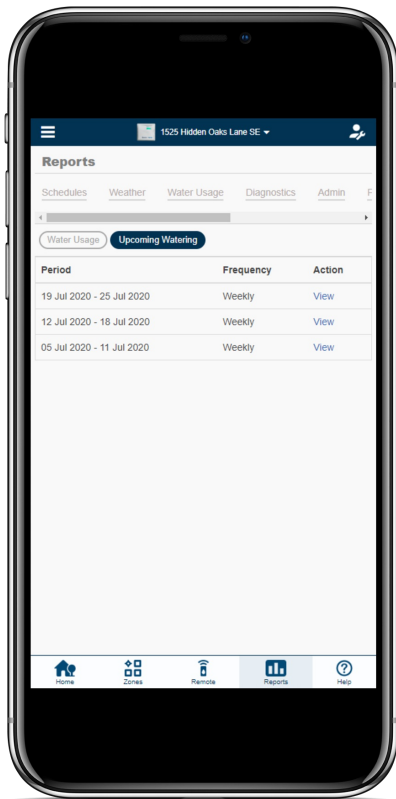 1525 Hidden Oaks Lane SE
Reports
Schedules Weather Water Usage Diagnostics Admin
Water Usage Upcoming Watering
Period Frequency Action
19 Jul 2020 - 25 Jul 2020 Weekly View
12 Jul 2020 - 18 Jul 2020 Weekly View
05 Jul 2020 - 11 Jul 2020 Weekly View
Home Zones Remote Reports Help